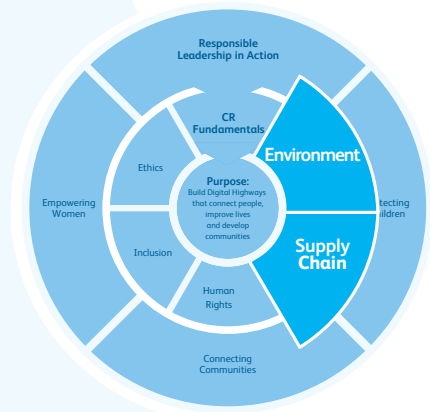 Responsible
Leadership in Action
CR
Fundamentals
Environment
Ethics
Purpose:
Build Digital Highways
that connect people,
improve lives
and develop
communities
Empowering
Women
Supply
Chain
Inclusion
Human
Rights
Connecting
Communities